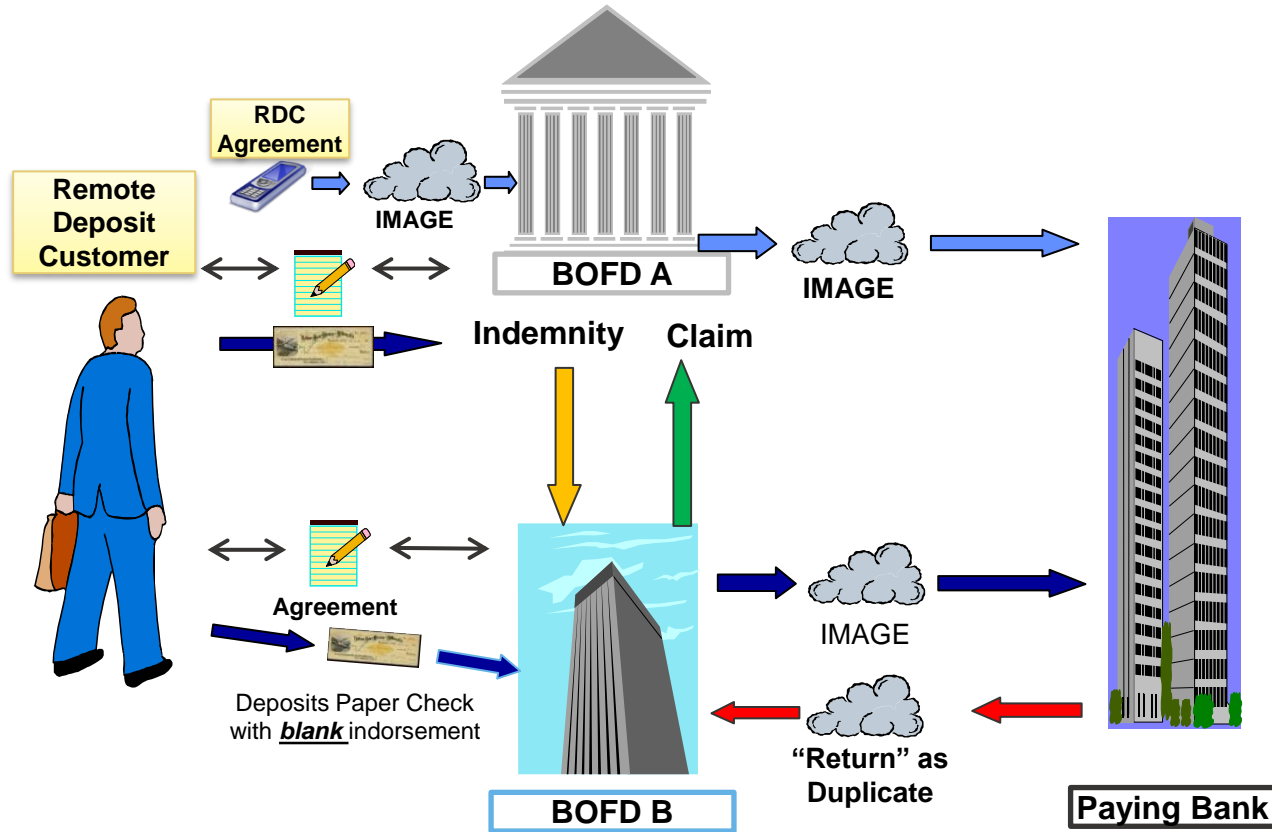 RDC
Agreement
IMAGE
Remote
Deposit
Customer
BOFD A
IMAGE
Indemnity
Claim
Agreement
Deposits Paper Check
with blank indorsement
IMAGE
“Return” as
Duplicate
BOFD B
Paying Bank